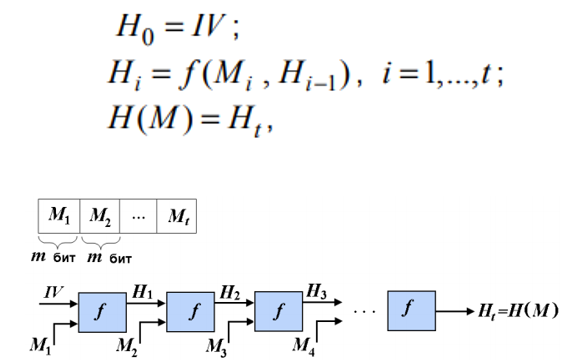 H₀ = IV ;
Hᵢ = f(Mᵢ , Hᵢ₋₁), i = 1,...,t ;
H(M) = Hₜ,
M₁ M₂ ... Mₜ
m бит m бит
IV f H₁ f H₂ f H₃ . . . f Hₜ=H(M)
M₁ M₂ M₃ M₄